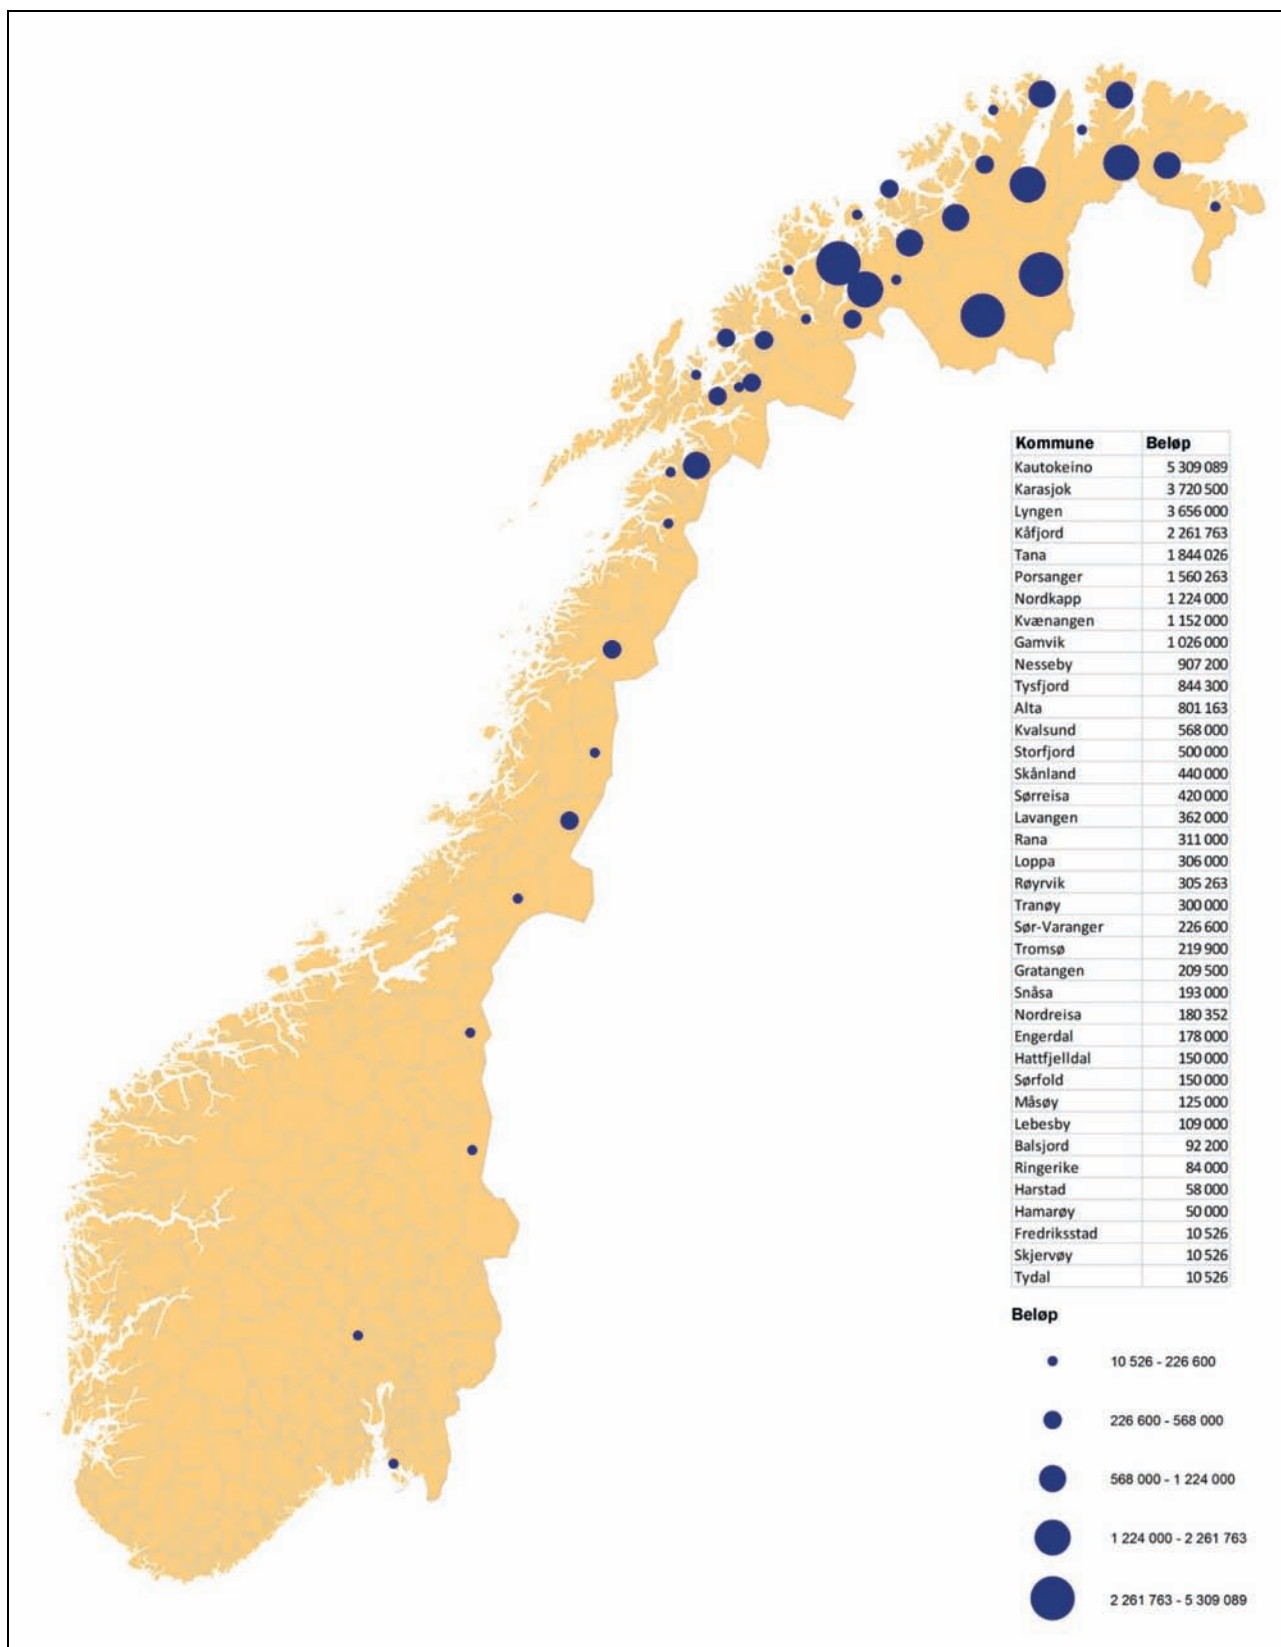 Kommune Beløp
Kautokeino 5 309 089
Karasjok 3 720 500
Lyngen 3 656 000
Kåfjord 2 261 763
Tana 1 844 026
Porsanger 1 560 263
Nordkapp 1 224 000
Kvænangen 1 152 000
Gamvik 1 026 000
Nesseby 907 200
Tysfjord 844 300
Alta 801 163
Kvalsund 568 000
Storfjord 500 000
Skånland 440 000
Sørreisa 420 000
Lavangen 362 000
Rana 311 000
Loppa 306 000
Røyrvik 305 263
Tranøy 300 000
Sør-Varanger 226 600
Tromsø 219 900
Gratangen 209 500
Snåsa 193 000
Nordreisa 180 352
Engerdal 178 000
Hattfjelldal 150 000
Sørfold 150 000
Måsøy 125 000
Lebesby 109 000
Balsjord 92 200
Ringerike 84 000
Harstad 58 000
Hamarøy 50 000
Fredriksstad 10 526
Skjervøy 10 526
Tydal 10 526
Beløp
10 526 - 226 600
226 600 - 568 000
568 000 - 1 224 000
1 224 000 - 2 261 763
2 261 763 - 5 309 089